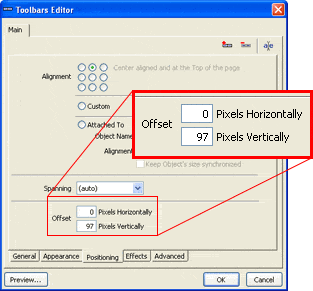 Toolbars Editor
Main
Alignment
Center aligned and at the Top of the page
Custom
Attached To
Object Name
Alignment
Keep Object's size synchronized
Offset 0 Pixels Horizontally
97 Pixels Vertically
Spanning (auto)
Offset 0 Pixels Horizontally
97 Pixels Vertically
General Appearance Positioning Effects Advanced
Preview... OK Cancel